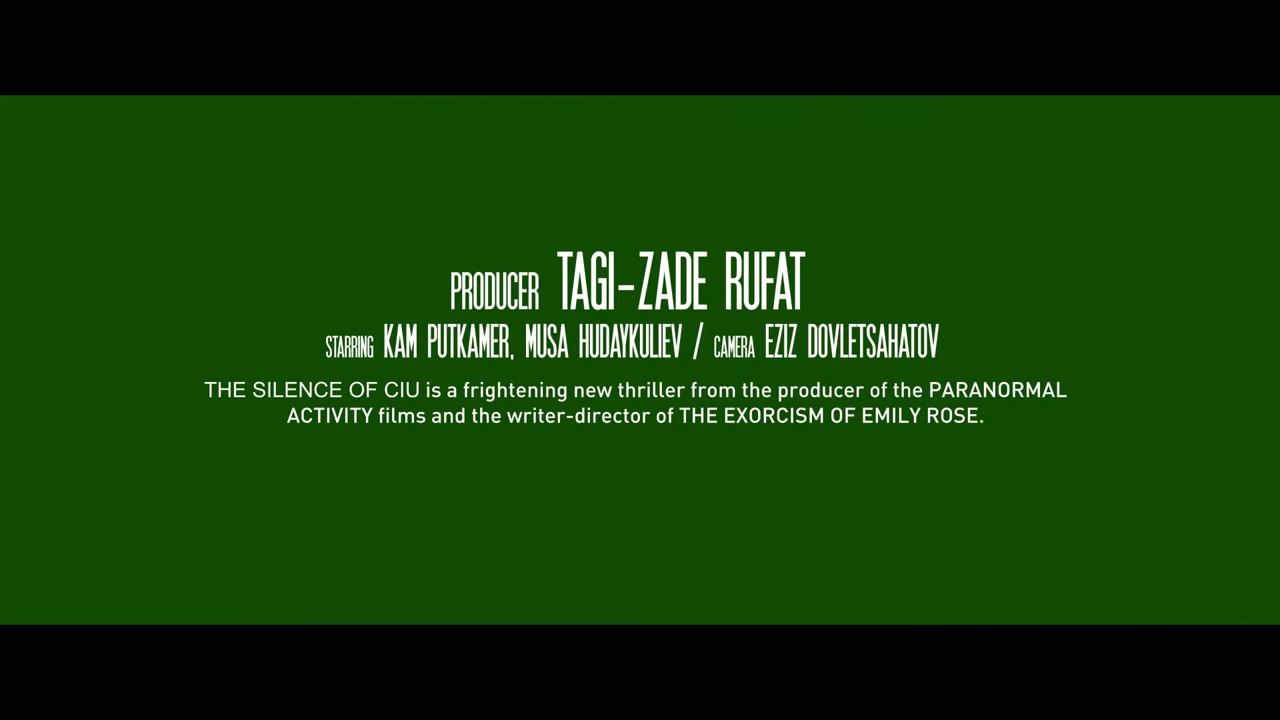 PRODUCER TAGI-ZADE RUFAT
STARRING KAM PUTKAMER, MUSA HUDAYKULIEV / CAMERA EZIZ DOVLETSAHATOV
THE SILENCE OF CIU is a frightening new thriller from the producer of the PARANORMAL
ACTIVITY films and the writer-director of THE EXORCISM OF EMILY ROSE.